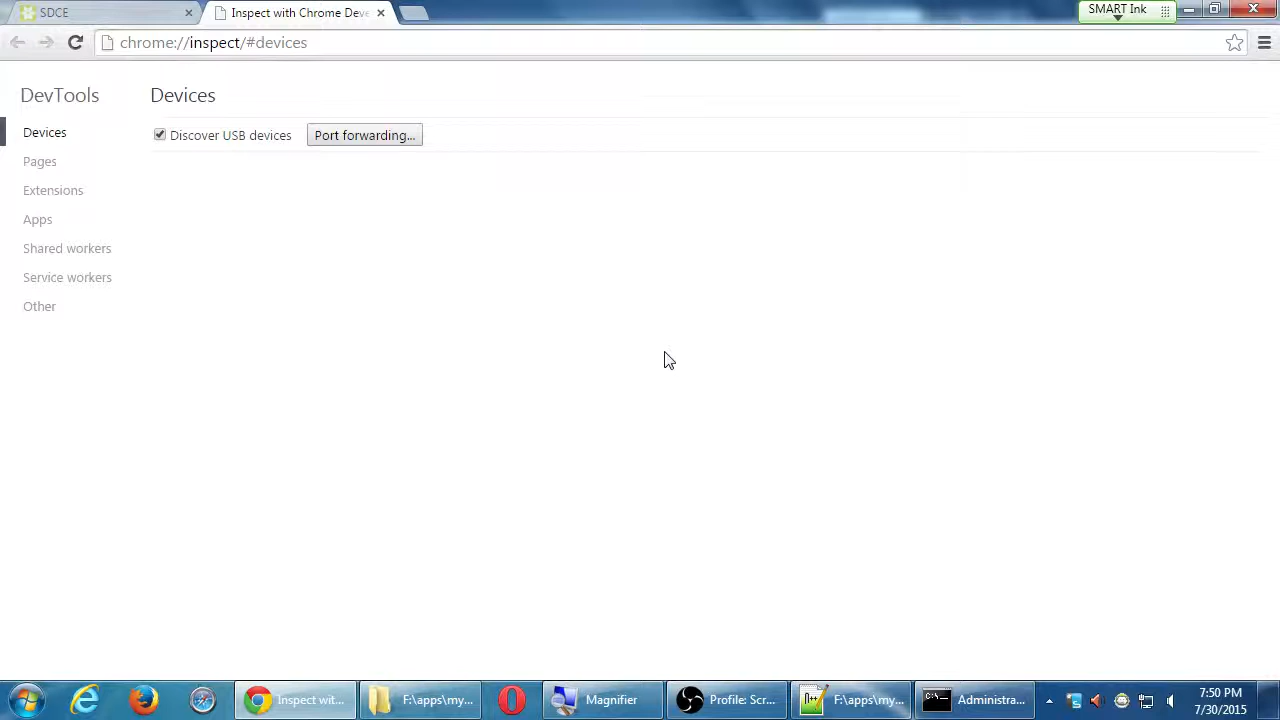 SDCE
Inspect with Chrome Deve
SMART Ink
chrome://inspect/#devices
DevTools
Devices
Pages
Extensions
Apps
Shared workers
Service workers
Other
Devices
Discover USB devices
Port forwarding...
Inspect wit...
F:\apps\my...
Magnifier
Profile: Scr...
F:\apps\my...
Administra...
7:50 PM
7/30/2015